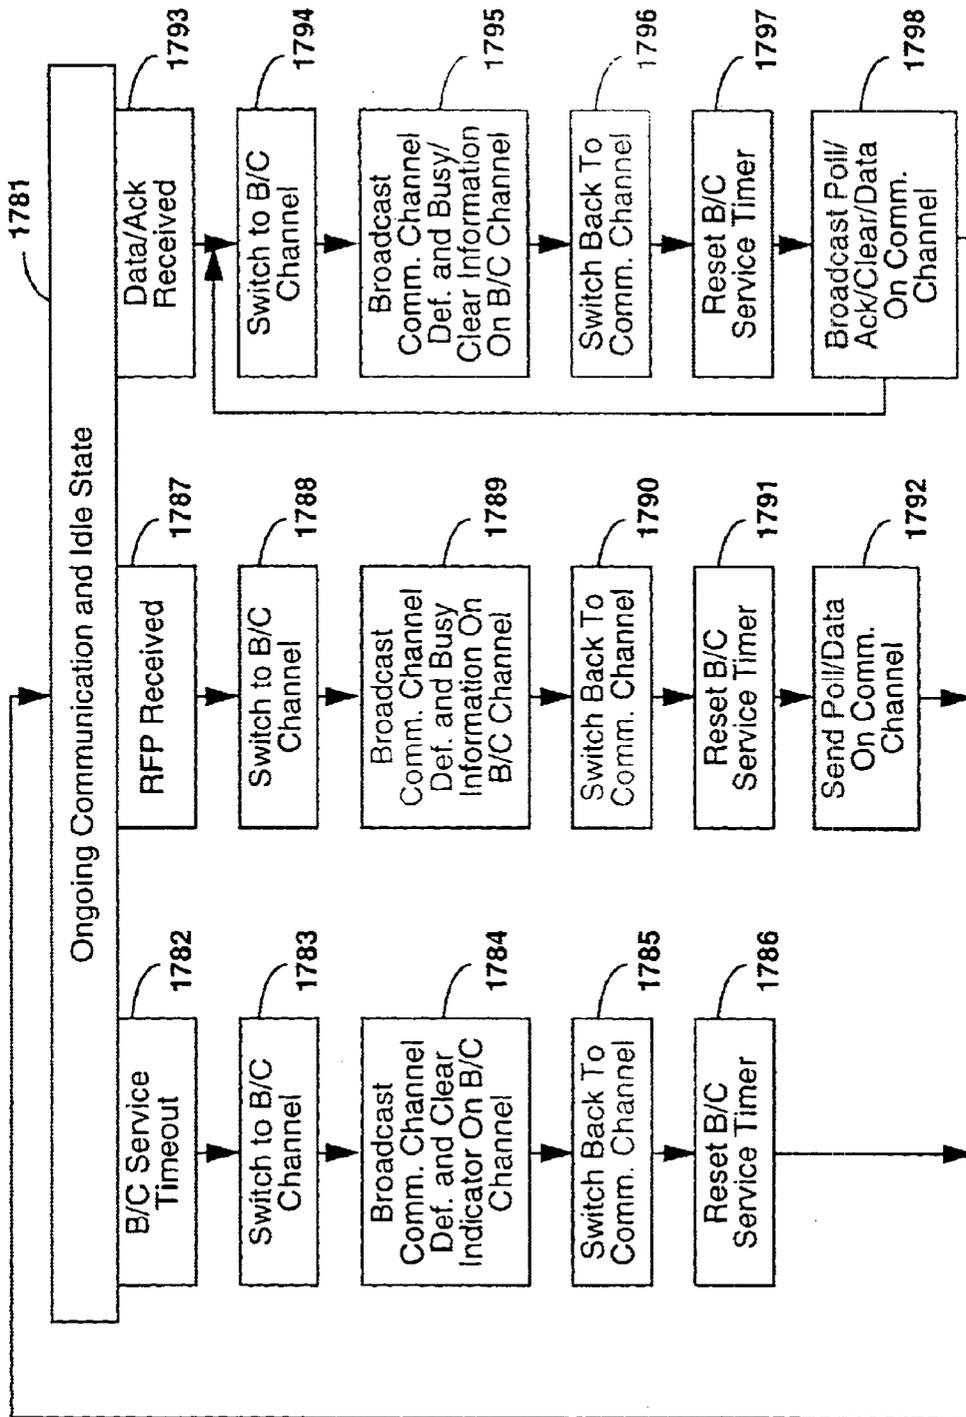 1781
Ongoing Communication and Idle State
B/C Service
Timeout
1782
Switch to B/C
Channel
1783
Broadcast
Comm. Channel
Def. and Clear
Indicator On B/C
Channel
1784
Switch Back To
Comm. Channel
1785
Reset B/C
Service Timer
1786
RFP Received
1787
Switch to B/C
Channel
1788
Broadcast
Comm. Channel
Def. and Busy
Information On
B/C Channel
1789
Switch Back To
Comm. Channel
1790
Reset B/C
Service Timer
1791
Send Poll/Data
On Comm.
Channel
1792
Data/Ack
Received
1793
Switch to B/C
Channel
1794
Broadcast
Comm. Channel
Def. and Busy/
Clear Information
On B/C Channel
1795
Switch Back To
Comm. Channel
1796
Reset B/C
Service Timer
1797
Broadcast Poll/
Ack/Clear/Data
On Comm.
Channel
1798